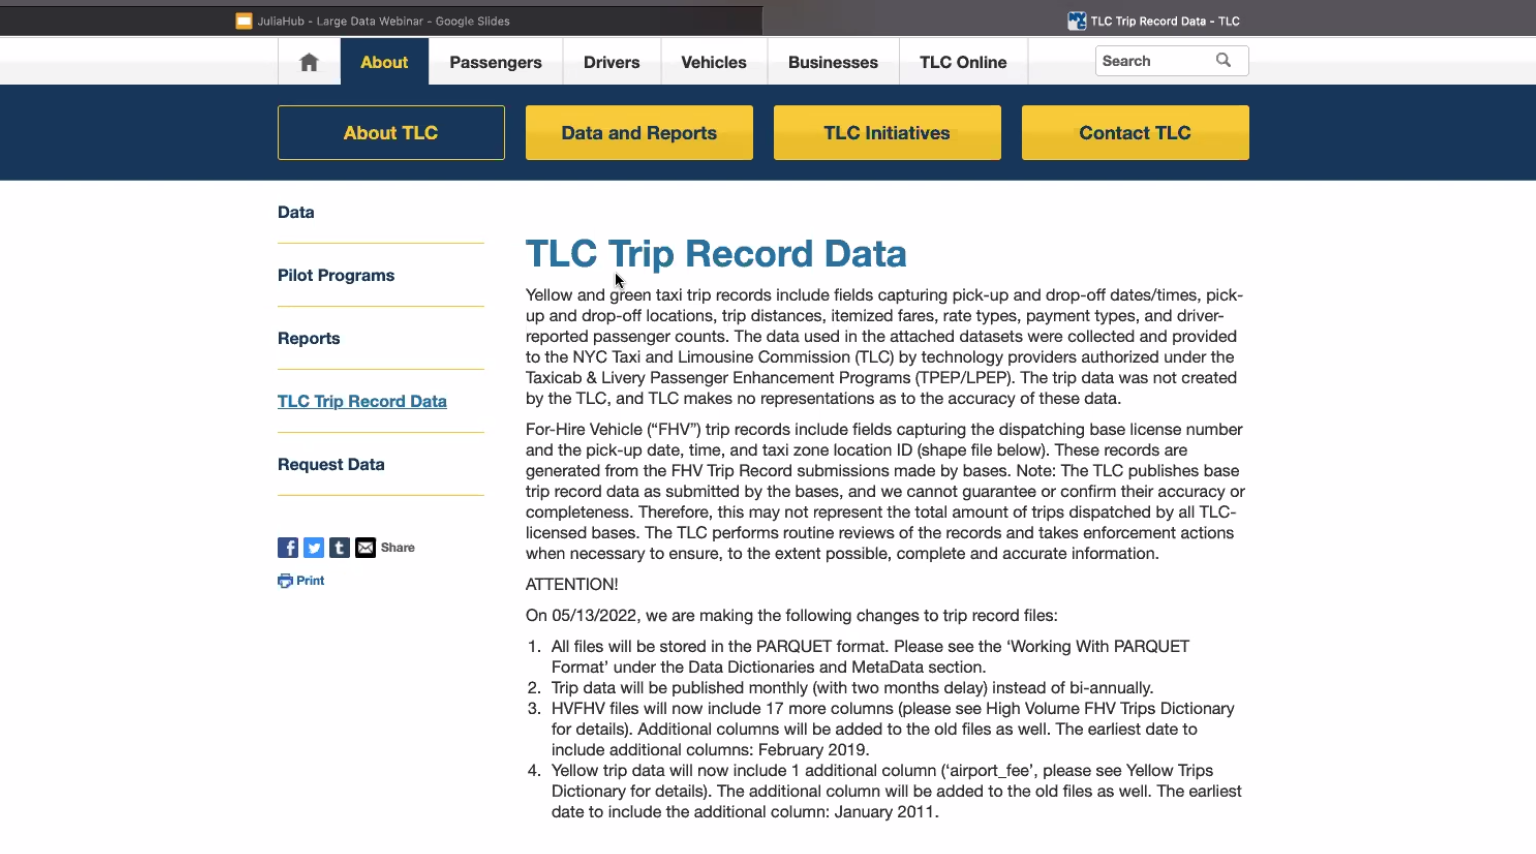 JuliaHub - Large Data Webinar - Google Slides
TLC Trip Record Data - TLC
About
Passengers
Drivers
Vehicles
Businesses
TLC Online
Search
About TLC
Data and Reports
TLC Initiatives
Contact TLC
Data
Pilot Programs
Reports
TLC Trip Record Data
Request Data
Share
Print
TLC Trip Record Data
Yellow and green taxi trip records include fields capturing pick-up and drop-off dates/times, pick-
up and drop-off locations, trip distances, itemized fares, rate types, payment types, and driver-
reported passenger counts. The data used in the attached datasets were collected and provided
to the NYC Taxi and Limousine Commission (TLC) by technology providers authorized under the
Taxicab & Livery Passenger Enhancement Programs (TPEP/LPEP). The trip data was not created
by the TLC, and TLC makes no representations as to the accuracy of these data.
For-Hire Vehicle (“FHV”) trip records include fields capturing the dispatching base license number
and the pick-up date, time, and taxi zone location ID (shape file below). These records are
generated from the FHV Trip Record submissions made by bases. Note: The TLC publishes base
trip record data as submitted by the bases, and we cannot guarantee or confirm their accuracy or
completeness. Therefore, this may not represent the total amount of trips dispatched by all TLC-
licensed bases. The TLC performs routine reviews of the records and takes enforcement actions
when necessary to ensure, to the extent possible, complete and accurate information.
ATTENTION!
On 05/13/2022, we are making the following changes to trip record files:
1. All files will be stored in the PARQUET format. Please see the ‘Working With PARQUET
Format’ under the Data Dictionaries and MetaData section.
2. Trip data will be published monthly (with two months delay) instead of bi-annually.
3. HVFHV files will now include 17 more columns (please see High Volume FHV Trips Dictionary
for details). Additional columns will be added to the old files as well. The earliest date to
include additional columns: February 2019.
4. Yellow trip data will now include 1 additional column (‘airport_fee’, please see Yellow Trips
Dictionary for details). The additional column will be added to the old files as well. The earliest
date to include the additional column: January 2011.